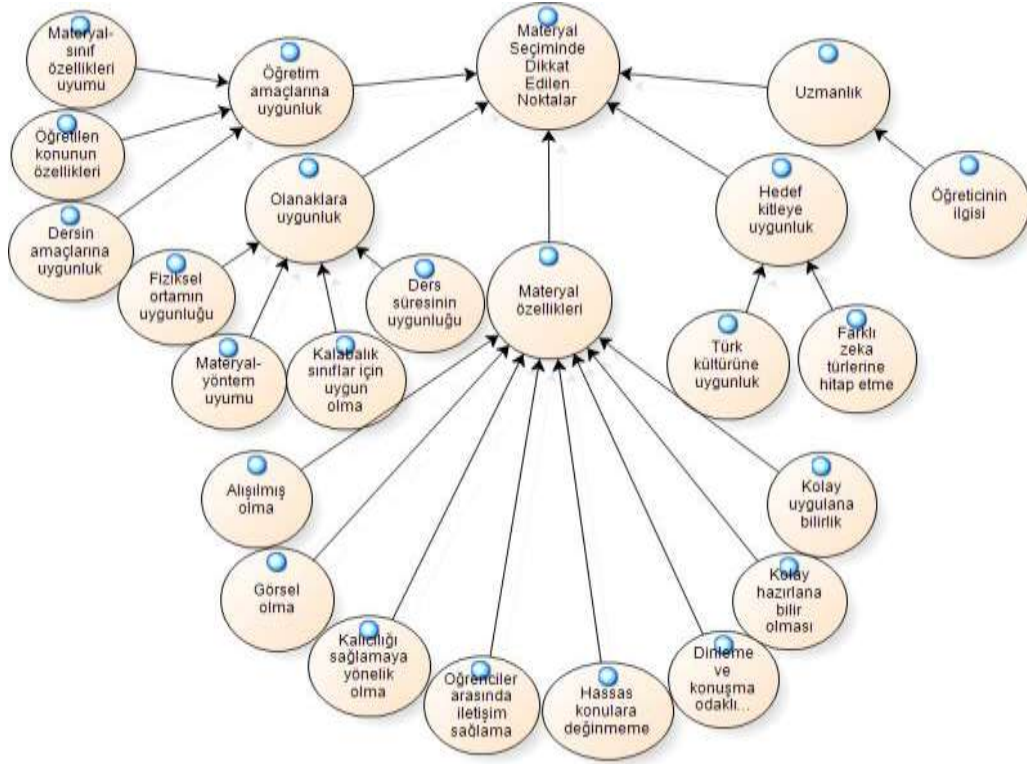 Materyal-
sınıf
özellikleri
uyumu
Öğretim
amaçlarına
uygunluk
Materyal
Seçiminde
Dikkat
Edilen
Noktalar
Uzmanlık
Öğretilen
konunun
özellikleri
Olanaklara
uygunluk
Hedef
kitleye
uygunluk
Öğreticinin
ilgisi
Dersin
amaçlarına
uygunluk
Fiziksel
ortamın
uygunluğu
Ders
süresinin
uygunluğu
Materyal
özellikleri
Materyal-
yöntem
uyumu
Kalabalık
sınıflar için
uygun
olma
Türk
kültürüne
uygunluk
Farklı
zeka
türlerine
hitap etme
Alışılmış
olma
Kolay
uygulana
bilirlik
Görsel
olma
Kolay
hazırlana
bilir
olması
Kalıcılığı
sağlamaya
yönelik
olma
Öğrenciler
arasında
iletişim
sağlama
Hassas
konulara
değinmeme
Dinleme
ve
konuşma
odaklı...